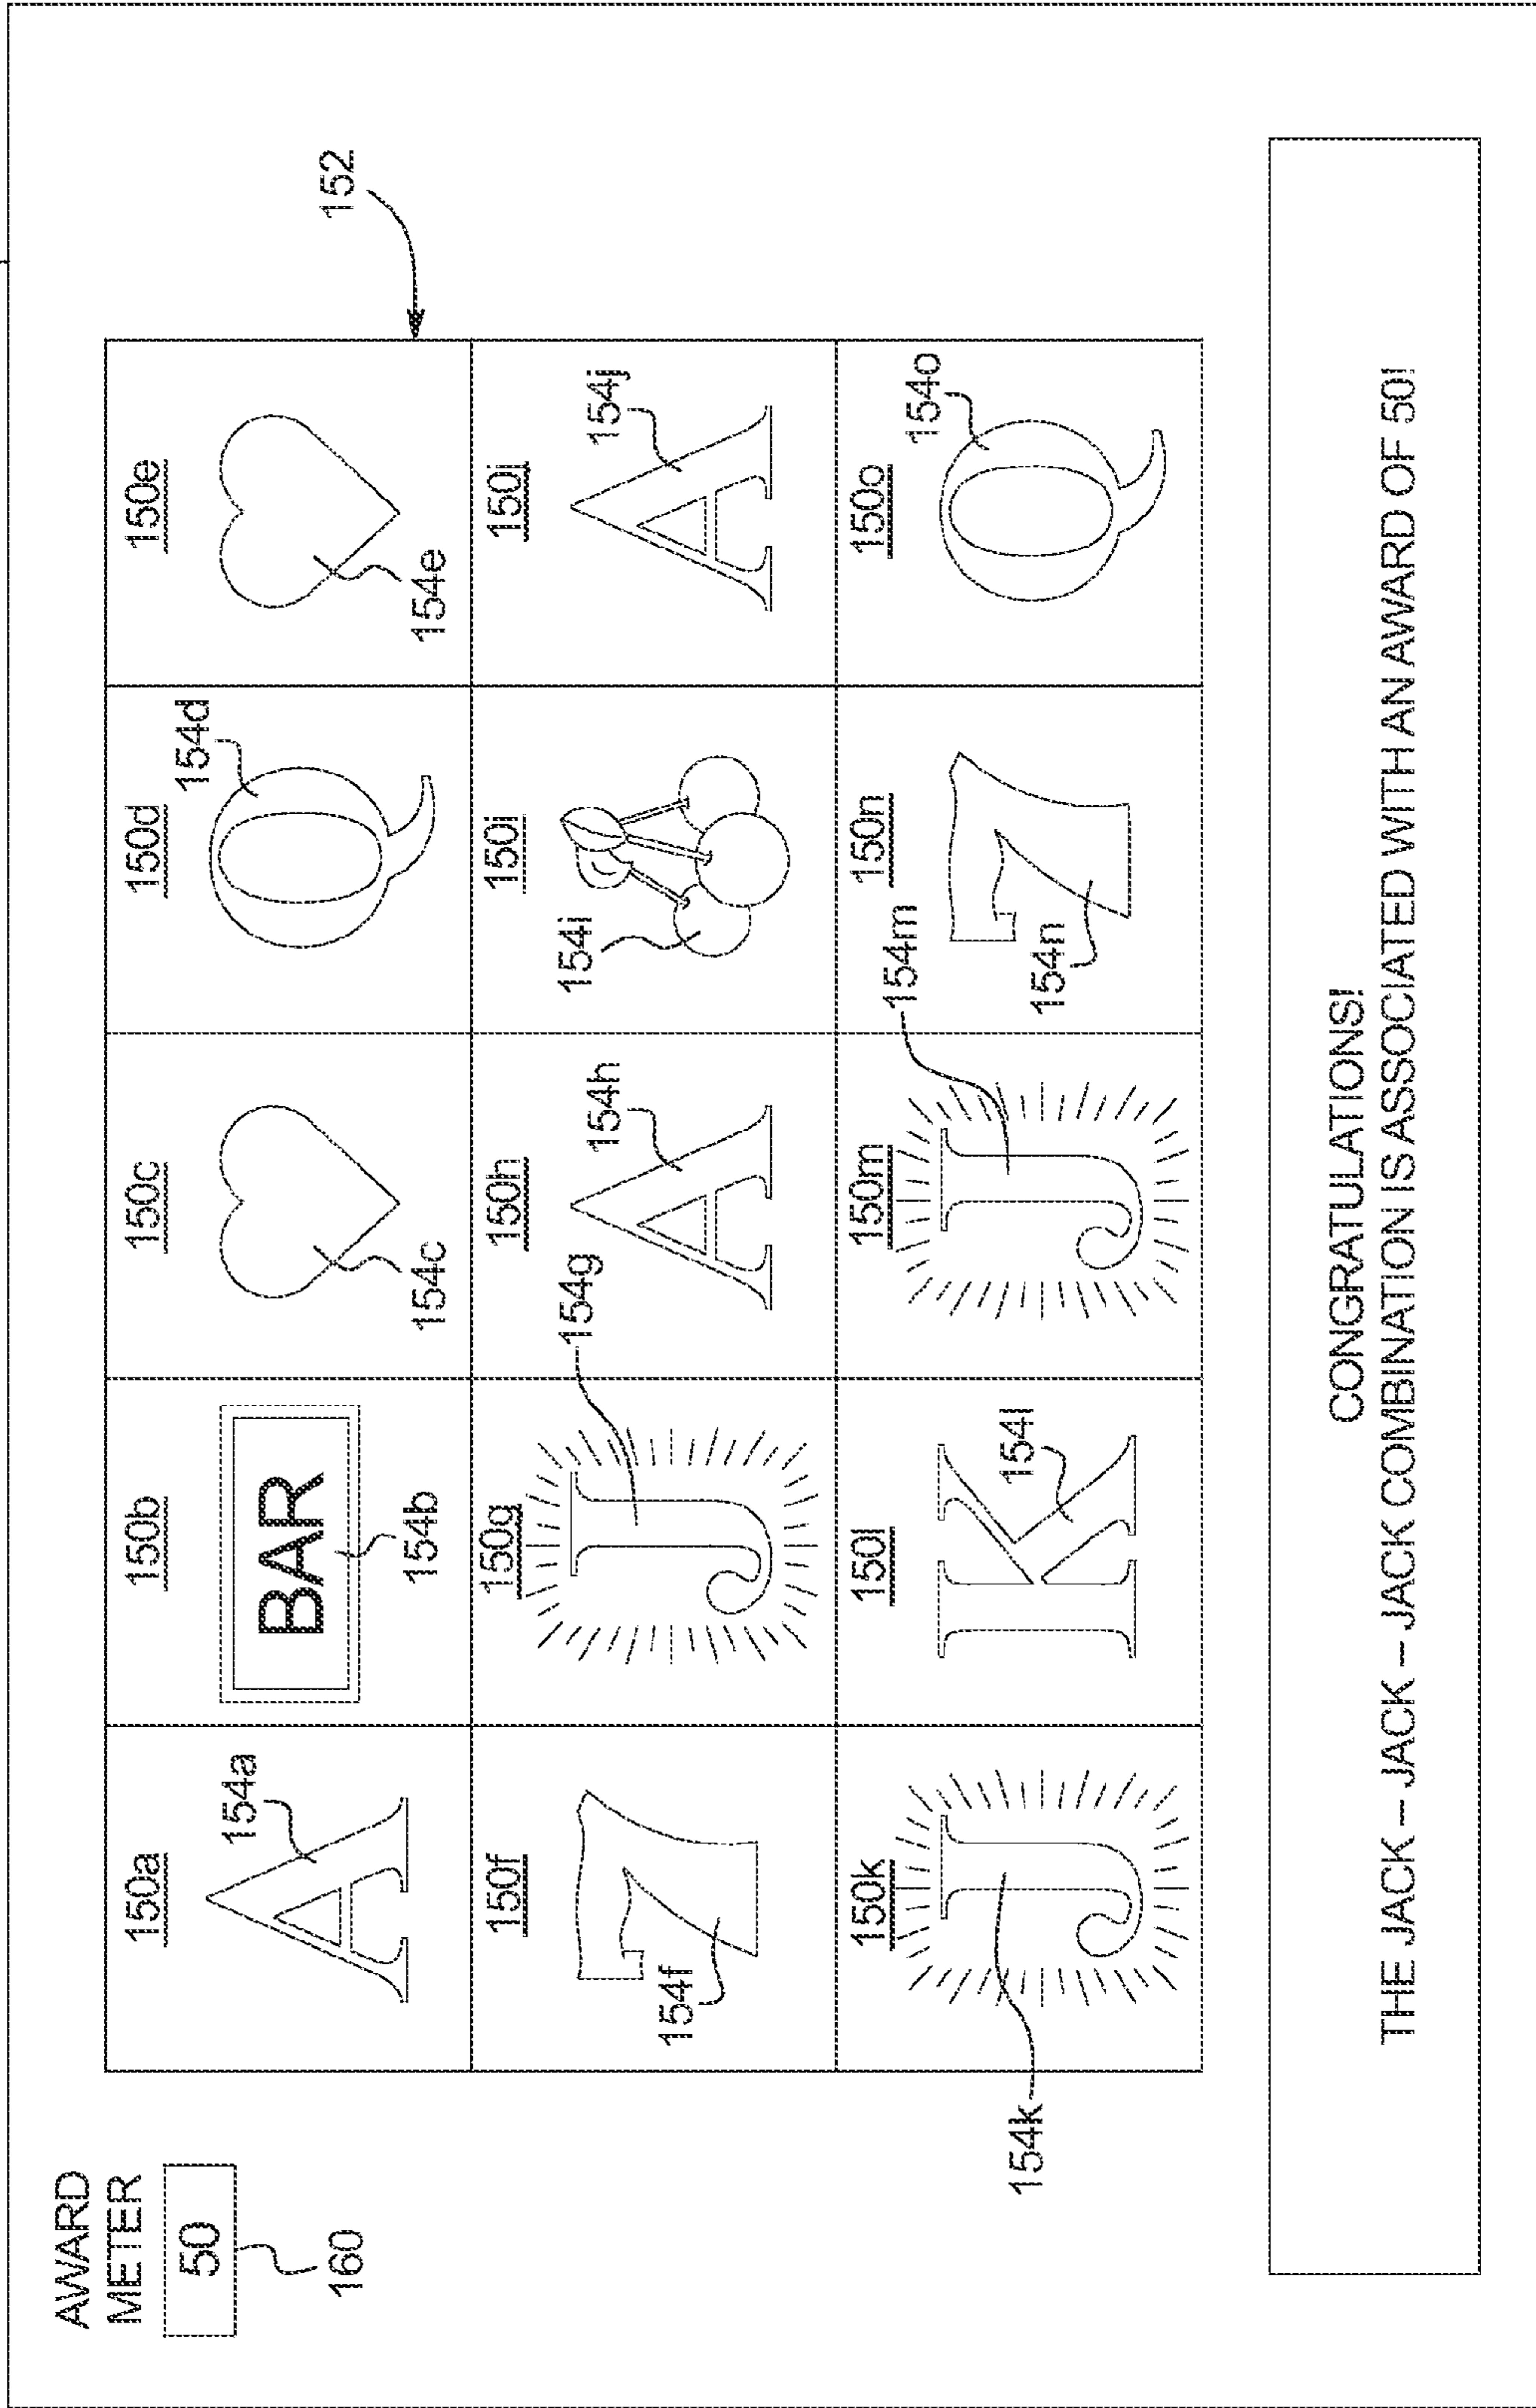 AWARD
METER
50
160
152
150a
A
154a
150b
BAR
154b
150c
154c
150d
Q
154d
150e
154e
150f
7
154f
150g
J
154g
150h
A
154h
150i
154i
150j
A
154j
150k
J
154k
150l
K
154l
150m
J
154m
150n
7
154n
150o
Q
154o
CONGRATULATIONS!
THE JACK – JACK – JACK COMBINATION IS ASSOCIATED WITH AN AWARD OF 50!